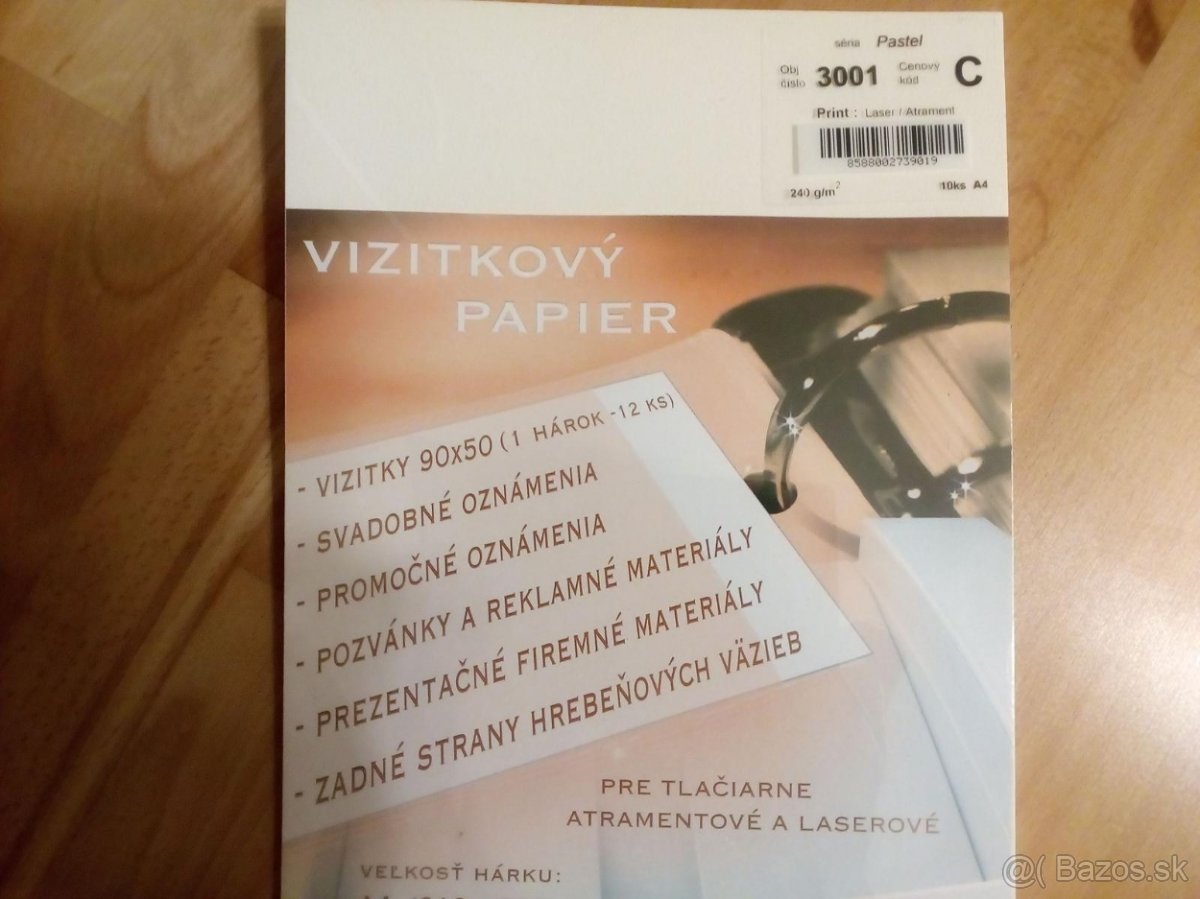 séria Pastel
Obj číslo 3001 Cenový kód C
Print : Laser / Atrament
8588002739019
240 g/m² 10ks A4
VIZITKOVÝ
PAPIER
- VIZITKY 90x50 (1 HÁROK -12 KS)
- SVADOBNÉ OZNÁMENIA
- PROMOČNÉ OZNÁMENIA
- POZVÁNKY A REKLAMNÉ MATERIÁLY
- PREZENTAČNÉ FIREMNÉ MATERIÁLY
- ZADNÉ STRANY HREBEŇOVÝCH VÄZIEB
PRE TLAČIARNE
ATRAMENTOVÉ A LASEROVÉ
VEĽKOSŤ HÁRKU:
@( Bazos.sk